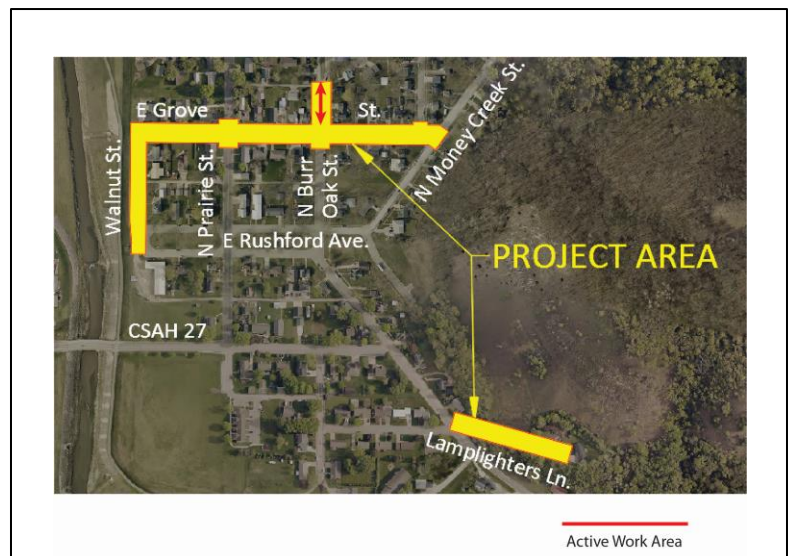 E Grove St.
Walnut St.
N Prairie St.
N Burr
Oak St.
N Money Creek St.
E Rushford Ave.
PROJECT AREA
CSAH 27
Lamplighters Ln.
Active Work Area